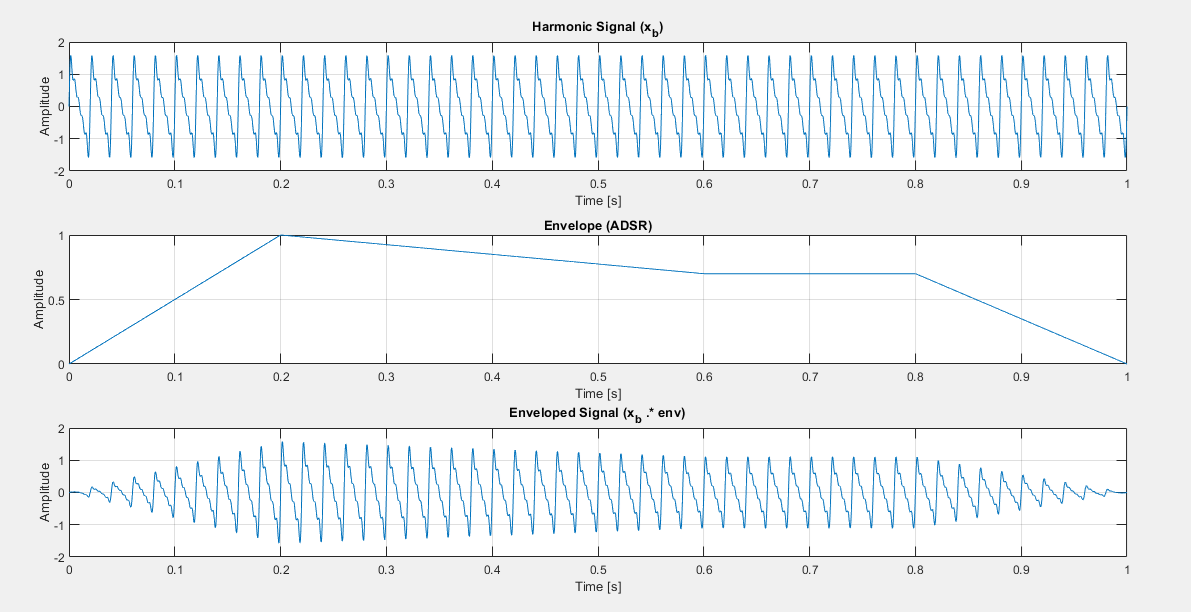 Harmonic Signal (x_b)
2
1
0
-1
-2
Amplitude
0 0.1 0.2 0.3 0.4 0.5 0.6 0.7 0.8 0.9 1
Time [s]
Envelope (ADSR)
1
0.5
0
Amplitude
0 0.1 0.2 0.3 0.4 0.5 0.6 0.7 0.8 0.9 1
Time [s]
Enveloped Signal (x_b .* env)
2
1
0
-1
-2
Amplitude
0 0.1 0.2 0.3 0.4 0.5 0.6 0.7 0.8 0.9 1
Time [s]